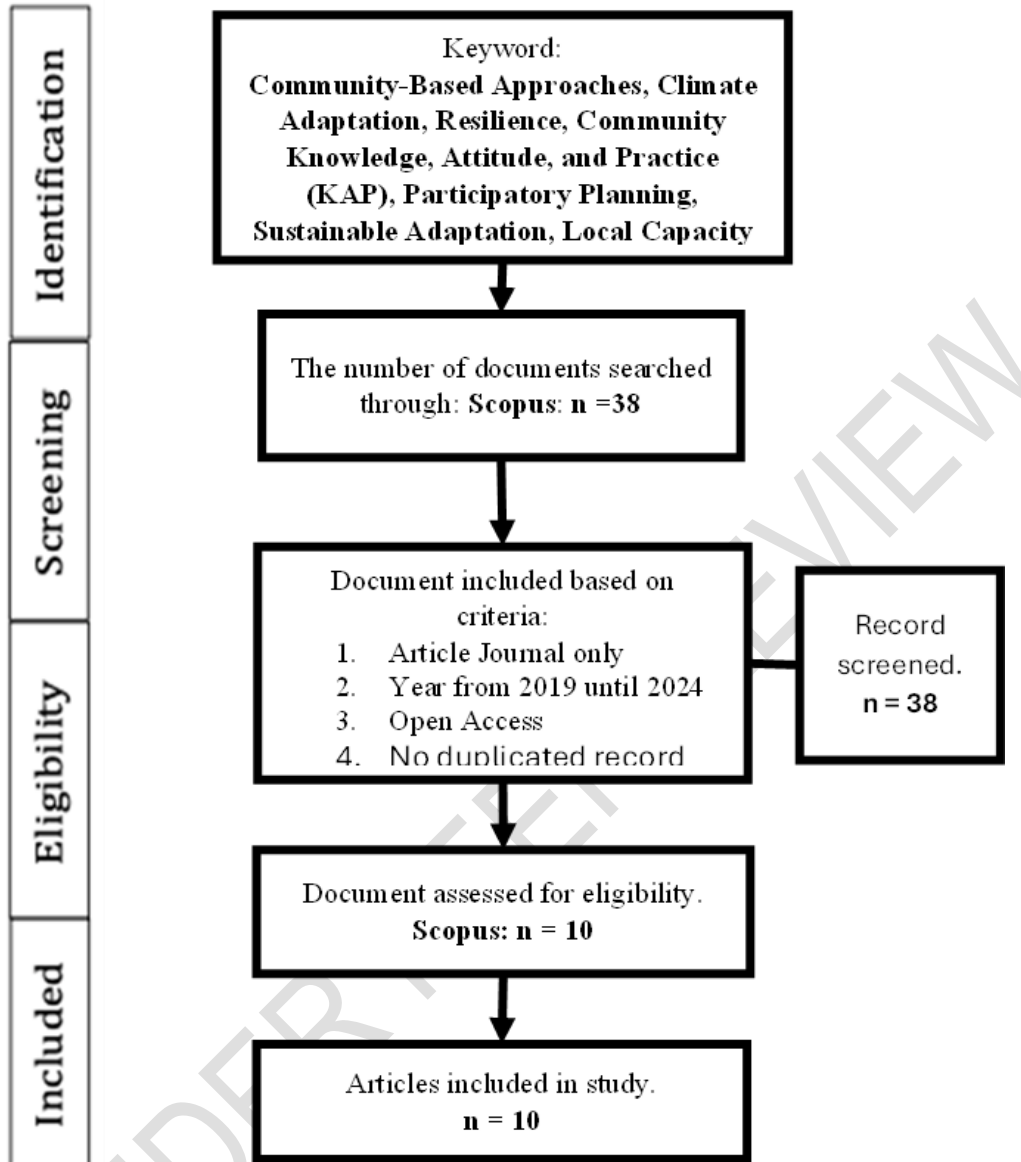 Identification
Keyword:
Community-Based Approaches, Climate
Adaptation, Resilience, Community
Knowledge, Attitude, and Practice
(KAP), Participatory Planning,
Sustainable Adaptation, Local Capacity
Screening
The number of documents searched
through: Scopus: n =38
Eligibility
Document included based on
criteria:
1. Article Journal only
2. Year from 2019 until 2024
3. Open Access
4. No duplicated record
Record
screened.
n = 38
Document assessed for eligibility.
Scopus: n = 10
Included
Articles included in study.
n = 10